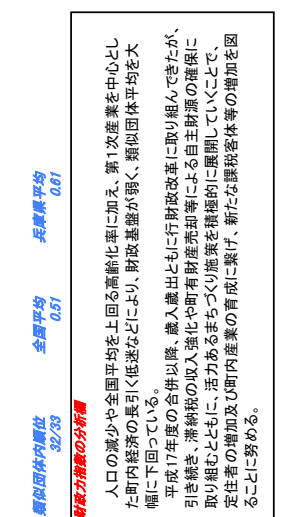 類似団体内順位 全国平均 兵庫県平均
32/33 0.51 0.61
財政力指数の分析欄
人口の減少や全国平均を上回る高齢化率に加え、第1次産業を中心とし
た町内経済の長引く低迷などにより、財政基盤が弱く、類似団体平均を大
幅に下回っている。
平成17年度の合併以降、歳入歳出ともに行財政改革に取り組んできたが、
引き続き、滞納税の収入強化や町有財産売却等による自主財源の確保に
取り組むとともに、活力あるまちづくり施策を積極的に展開していくことで、
定住者の増加及び町内産業の育成に繋げ、新たな課税客体等の増加を図
ることに努める。